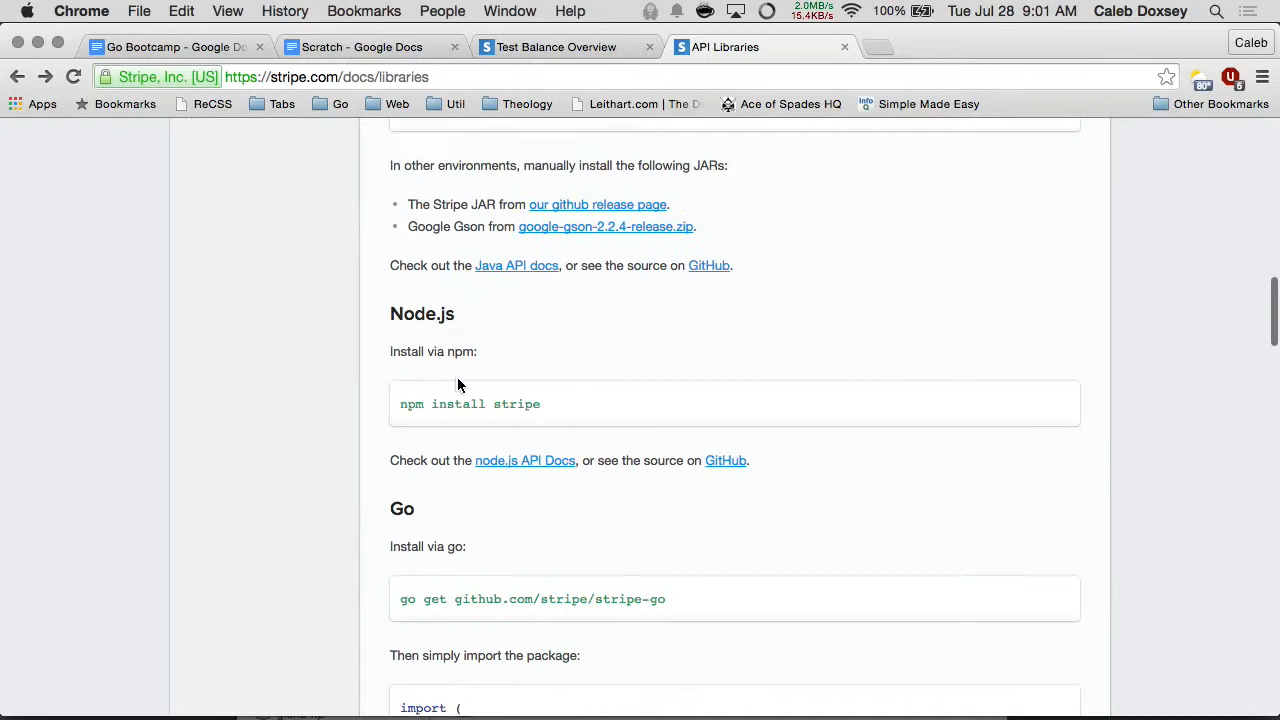 Chrome File Edit View History Bookmarks People Window Help 2.0MB/s 15.4KB/s 100% Tue Jul 28 9:01 AM Caleb Doxsey
Go Bootcamp - Google Do Scratch - Google Docs Test Balance Overview API Libraries Caleb
Stripe, Inc. [US] https://stripe.com/docs/libraries
Apps Bookmarks ReCSS Tabs Go Web Util Theology Leithart.com | The D Ace of Spades HQ Simple Made Easy Other Bookmarks
In other environments, manually install the following JARs:
• The Stripe JAR from our github release page.
• Google Gson from google-gson-2.2.4-release.zip.
Check out the Java API docs, or see the source on GitHub.
Node.js
Install via npm:
npm install stripe
Check out the node.js API Docs, or see the source on GitHub.
Go
Install via go:
go get github.com/stripe/stripe-go
Then simply import the package:
import (